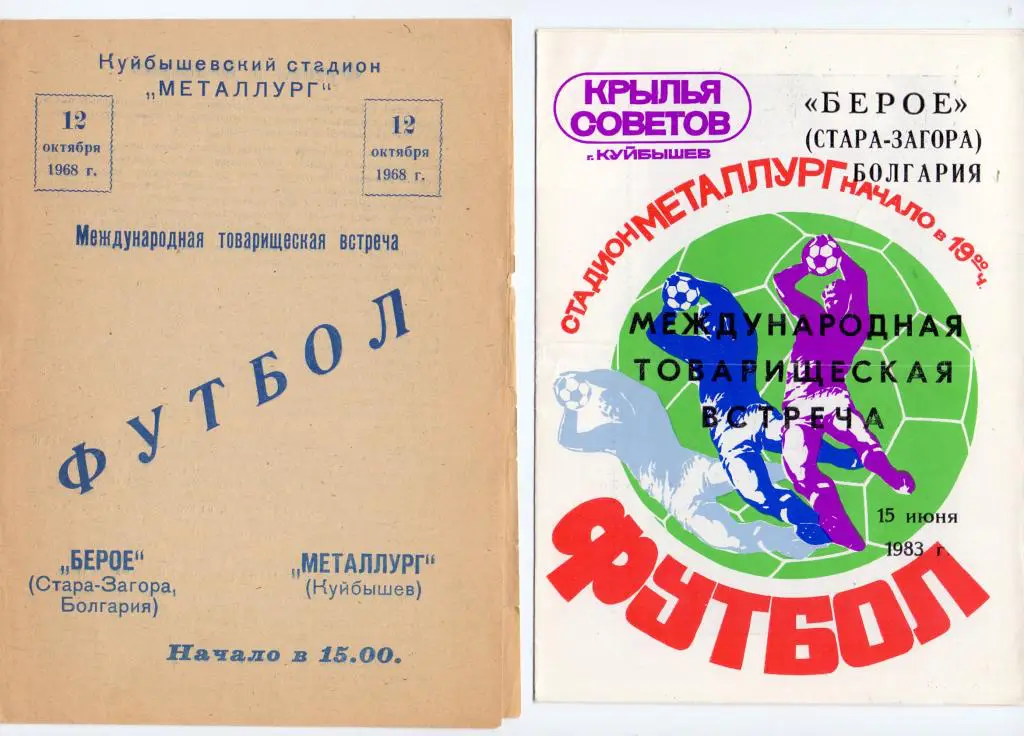 Куйбышевский стадион
„МЕТАЛЛУРГ"
12
октября
1968 г.
12
октября
1968 г.
Международная товарищеская встреча
ФУТБОЛ
„БЕРОЕ"
(Стара-Загора,
Болгария)
„МЕТАЛЛУРГ"
(Куйбышев)
Начало в 15.00.
КРЫЛЬЯ
СОВЕТОВ
г. КУЙБЫШЕВ
«БЕРОЕ»
(СТАРА-ЗАГОРА)
БОЛГАРИЯ
СТАДИОН МЕТАЛЛУРГ НАЧАЛО в 19⁰⁰ ч.
МЕЖДУНАРОДНАЯ
ТОВАРИЩЕСКАЯ
ВСТРЕЧА
15 июня
1983 г.
ФУТБОЛ